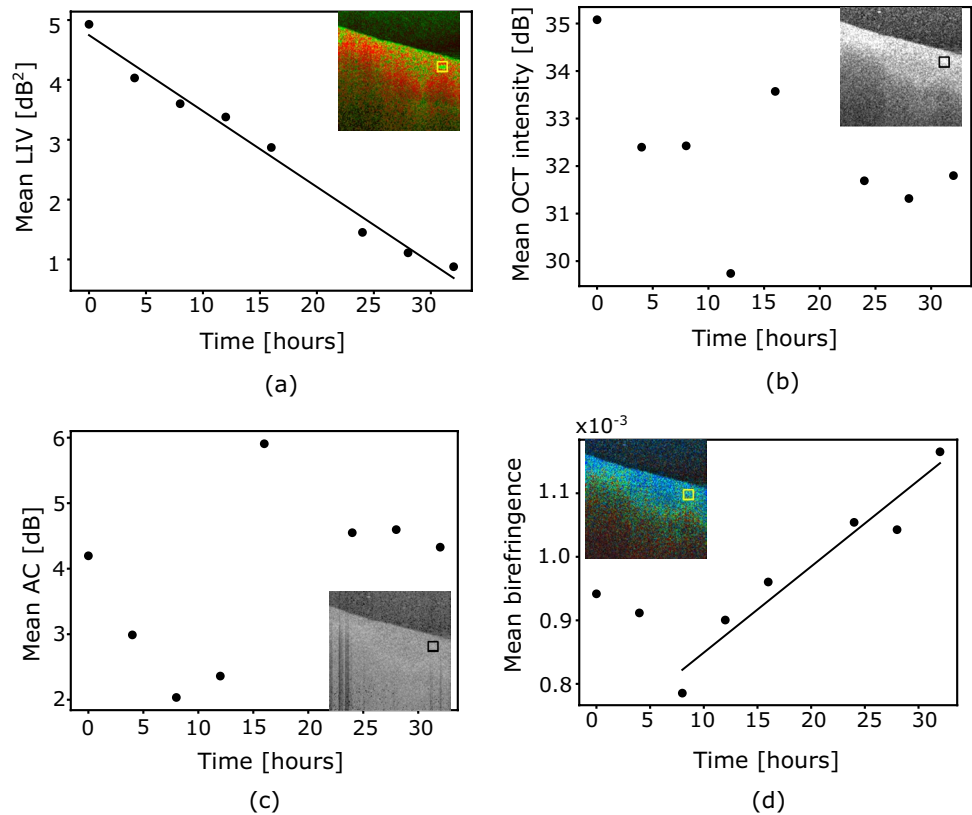 5
4
3
2
1
Mean LIV [dB²]
0 5 10 15 20 25 30
Time [hours]
(a)
35
34
33
32
31
30
Mean OCT intensity [dB]
0 5 10 15 20 25 30
Time [hours]
(b)
6
5
4
3
2
Mean AC [dB]
0 5 10 15 20 25 30
Time [hours]
(c)
x10⁻³
1.1
1.0
0.9
0.8
Mean birefringence
0 5 10 15 20 25 30
Time [hours]
(d)